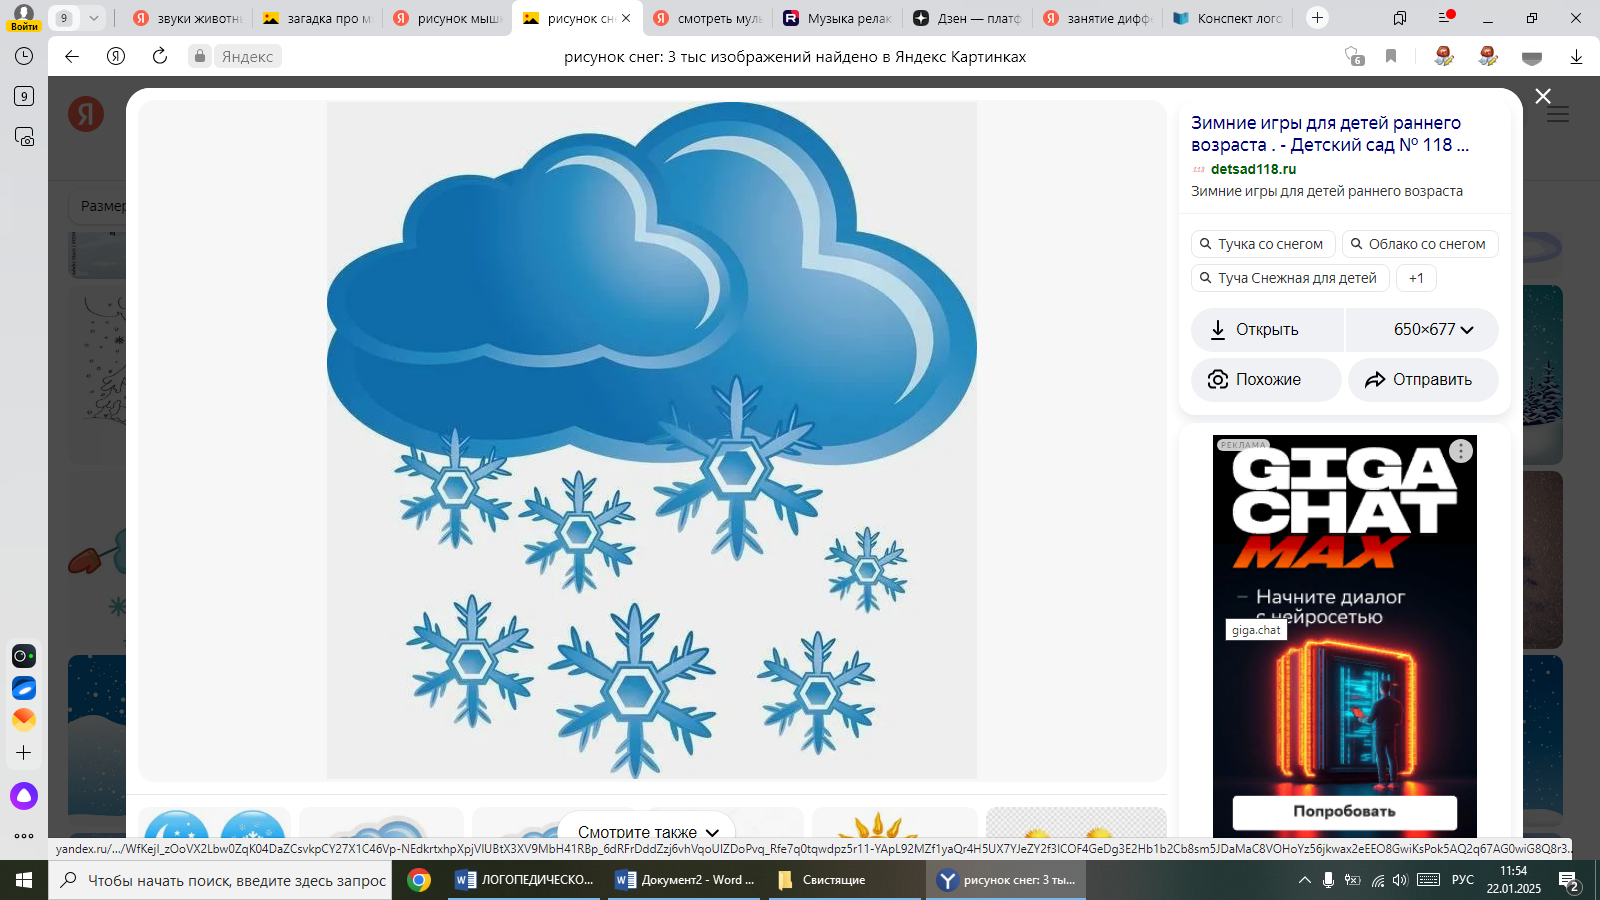 Войти
9
звуки животн
загадка про м
рисунок мыш
рисунок сн
смотреть мул
Музыка релак
Дзен — платф
занятие дифф
Конспект лого
Яндекс
рисунок снег: 3 тыс изображений найдено в Яндекс Картинках
6
9
Я
Размер
Зимние игры для детей раннего
возраста . - Детский сад № 118 ...
detsad118.ru
Зимние игры для детей раннего возраста
Тучка со снегом
Облако со снегом
Туча Снежная для детей
+1
Открыть
650×677
Похожие
Отправить
РЕКЛАМА
GIGA
CHAT
MAX
– Начните диалог
с нейросетью
giga.chat
Попробовать
Смотрите также
Чтобы начать поиск, введите здесь запрос
ЛОГОПЕДИЧЕСКО...
Документ2 - Word ...
Свистящие
рисунок снег: 3 ты...
РУС
11:54
22.01.2025
2